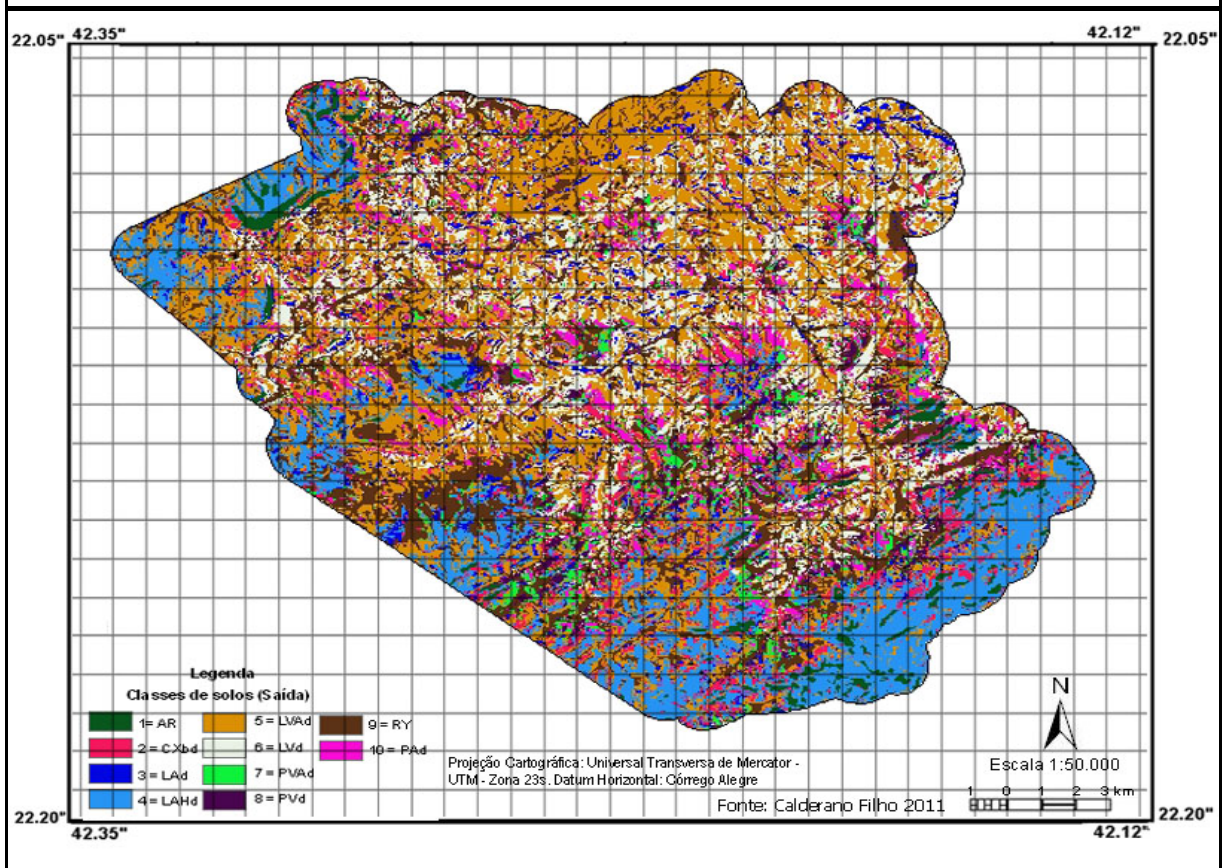 42.35" 42.12"
22.05" 22.05"
Legenda
Classes de solos (Saída)
1= AR
2 = CXbd
3 = LAd
4 = LAHd
5 = LVAd
6 = LVd
7 = PVAd
8 = PVd
9 = RY
10 = PAd
Projeção Cartográfica: Universal Transversa de Mercator -
UTM - Zona 23s. Datum Horizontal: Córrego Alegre
Fonte: Calderano Filho 2011
N
Escala 1:50.000
1 0 1 2 3 km
22.20" 22.20"
42.35" 42.12"